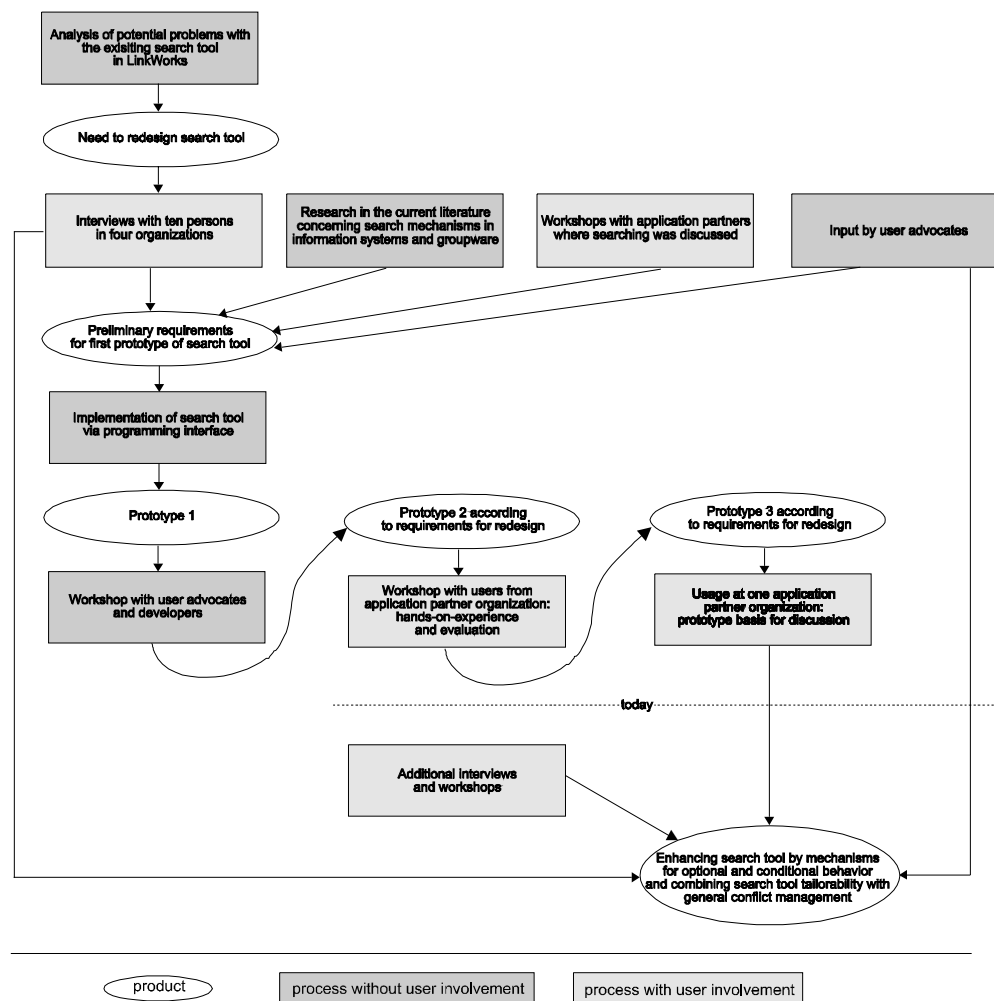 Analysis of potential problems with
the exisiting search tool
in LinkWorks
Need to redesign search tool
Interviews with ten persons
in four organizations
Research in the current literature
concerning search mechanisms in
information systems and groupware
Workshops with application partners
where searching was discussed
Input by user advocates
Preliminary requirements
for first prototype of search tool
Implementation of search tool
via programming interface
Prototype 1
Workshop with user advocates
and developers
Prototype 2 according
to requirements for redesign
Workshop with users from
application partner organization:
hands-on-experience
and evaluation
Prototype 3 according
to requirements for redesign
Usage at one application
partner organization:
prototype basis for discussion
today
Additional interviews
and workshops
Enhancing search tool by mechanisms
for optional and conditional behavior
and combining search tool tailorability with
general conflict management
product
process without user involvement
process with user involvement